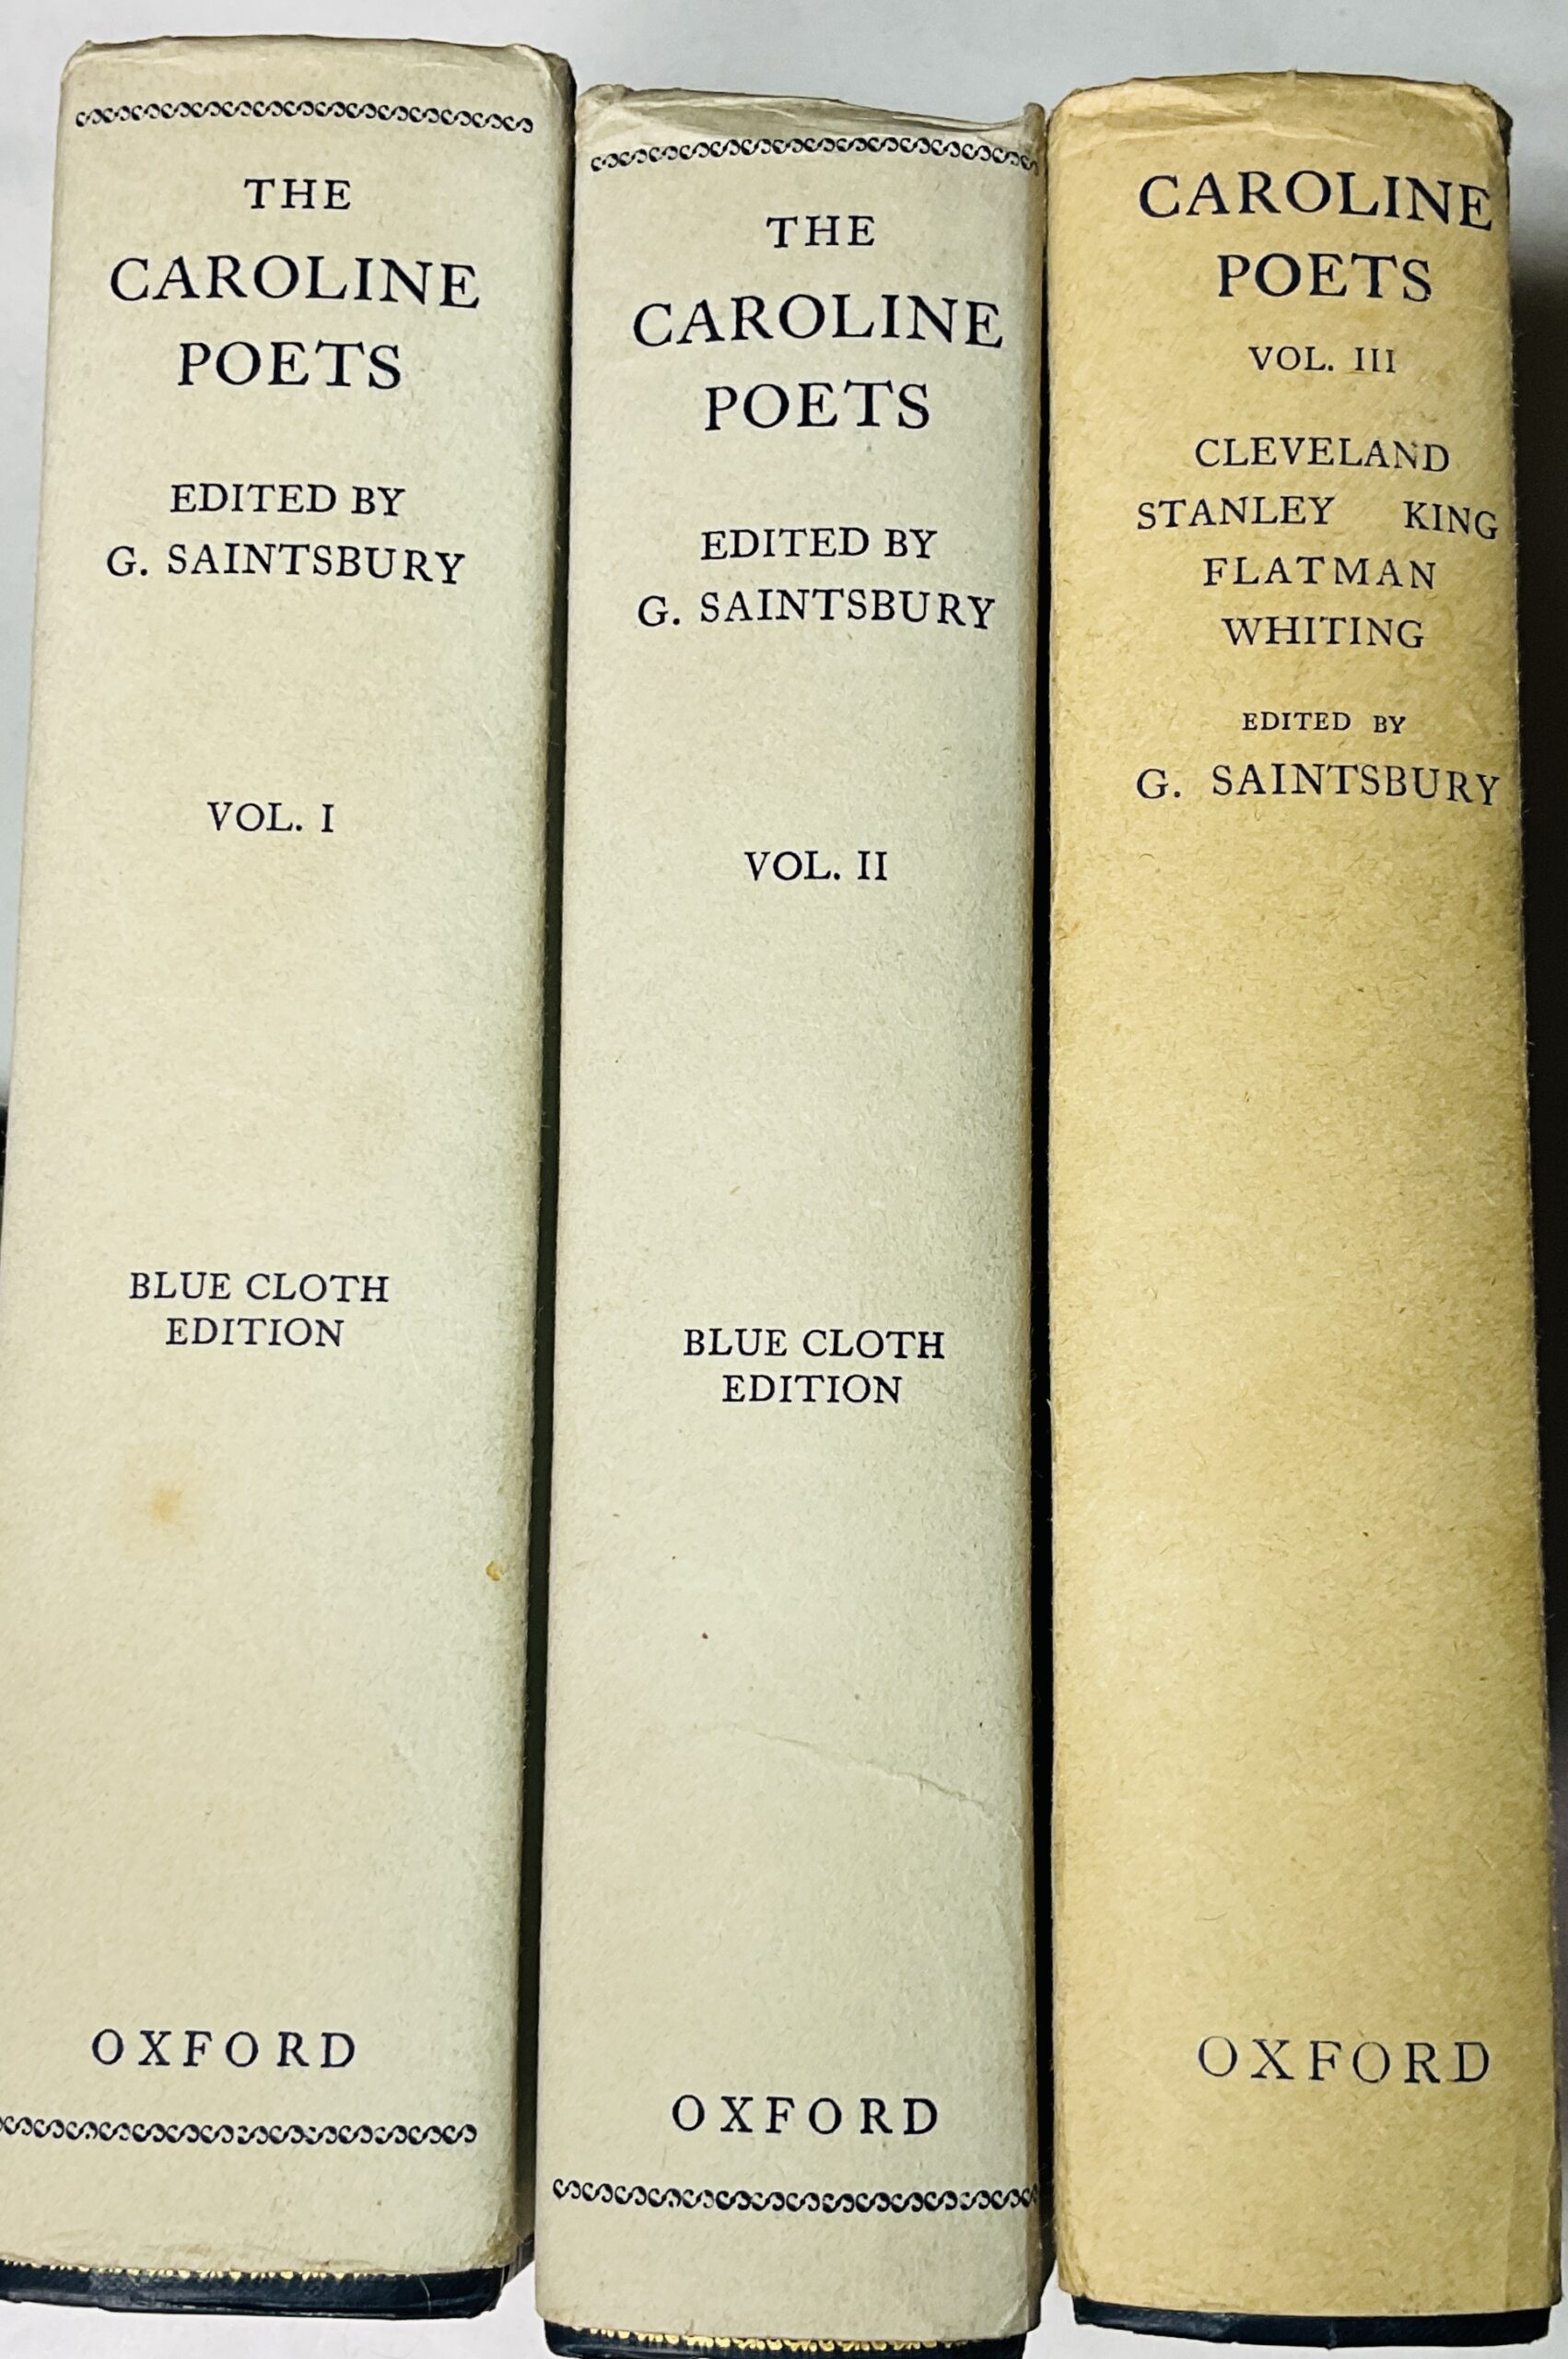 THE
CAROLINE
POETS
EDITED BY
G. SAINTSBURY
VOL. I
BLUE CLOTH
EDITION
OXFORD
THE
CAROLINE
POETS
EDITED BY
G. SAINTSBURY
VOL. II
BLUE CLOTH
EDITION
OXFORD
CAROLINE
POETS
VOL. III
CLEVELAND
STANLEY KING
FLATMAN
WHITING
EDITED BY
G. SAINTSBURY
OXFORD